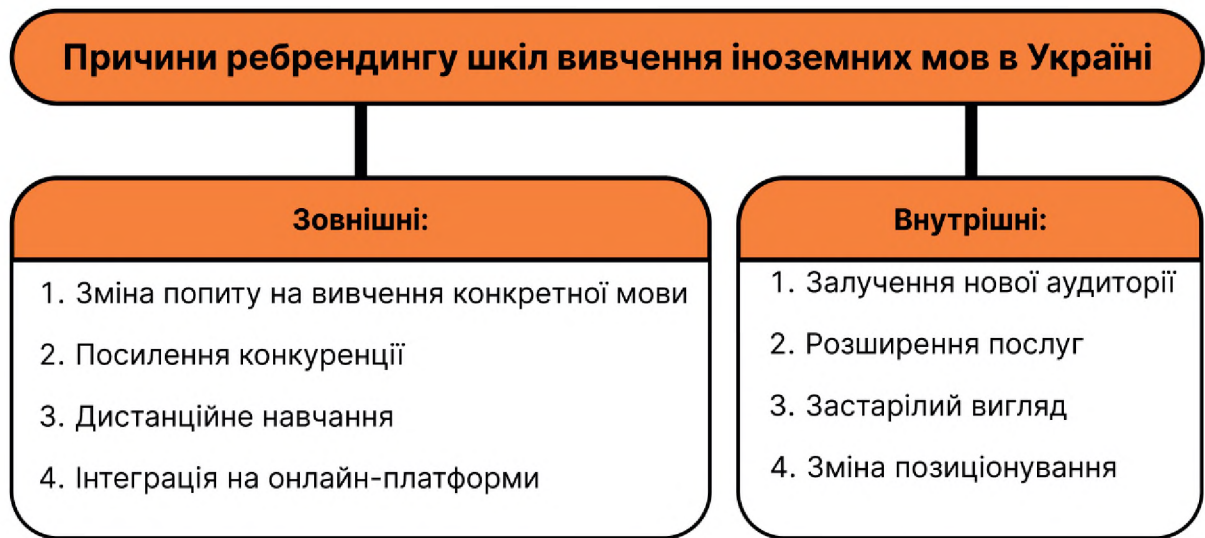 Причини ребрендингу шкіл вивчення іноземних мов в Україні
Зовнішні:
1. Зміна попиту на вивчення конкретної мови
2. Посилення конкуренції
3. Дистанційне навчання
4. Інтеграція на онлайн-платформи
Внутрішні:
1. Залучення нової аудиторії
2. Розширення послуг
3. Застарілий вигляд
4. Зміна позиціонування